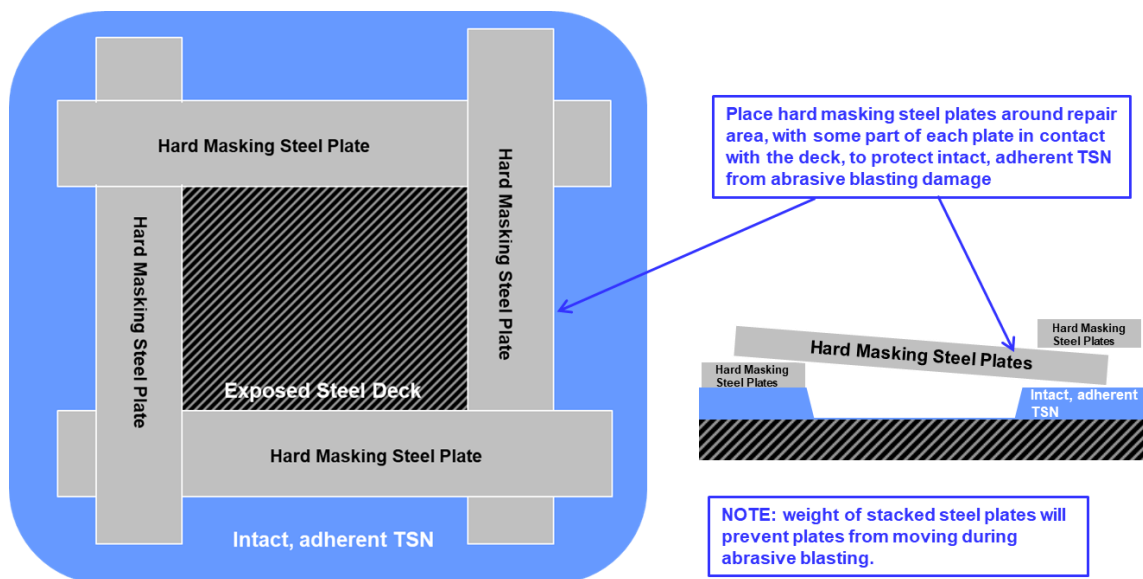 Hard Masking Steel Plate
Hard Masking Steel Plate
Hard Masking Steel Plate
Exposed Steel Deck
Hard Masking Steel Plate
Intact, adherent TSN
Place hard masking steel plates around repair
area, with some part of each plate in contact
with the deck, to protect intact, adherent TSN
from abrasive blasting damage
Hard Masking
Steel Plates
Hard Masking Steel Plates
Hard Masking
Steel Plates
Intact, adherent
TSN
NOTE: weight of stacked steel plates will
prevent plates from moving during
abrasive blasting.